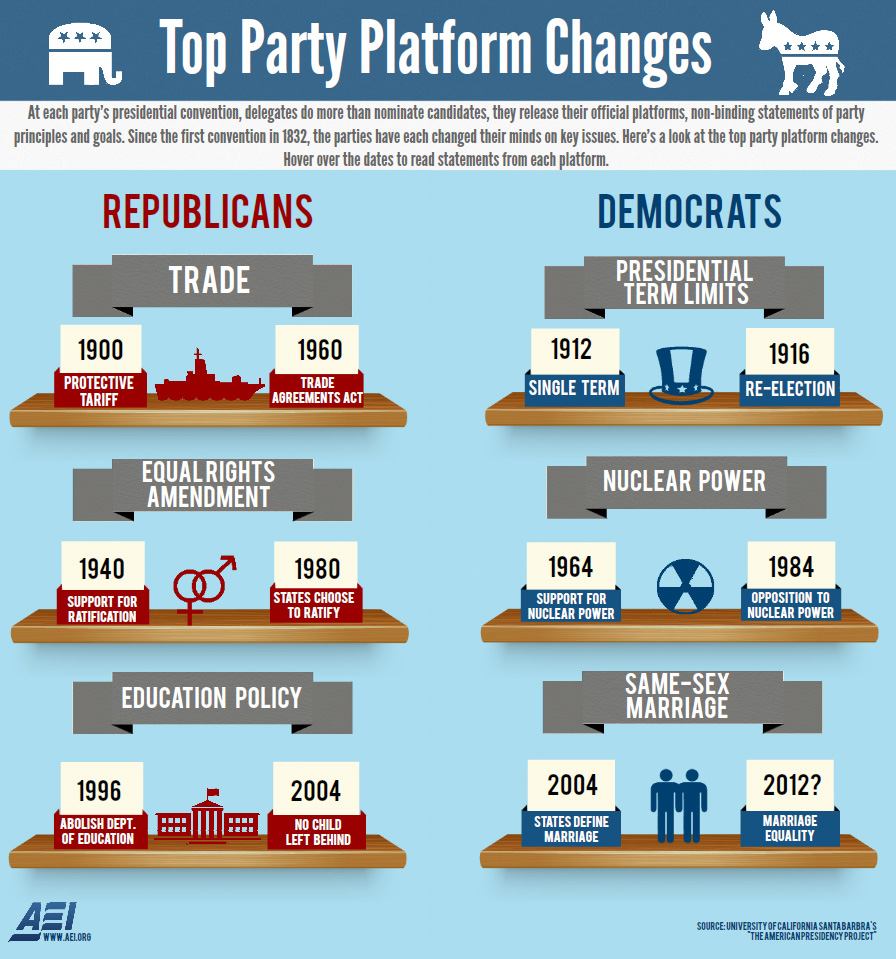 Top Party Platform Changes
At each party's presidential convention, delegates do more than nominate candidates, they release their official platforms, non-binding statements of party
principles and goals. Since the first convention in 1832, the parties have each changed their minds on key issues. Here's a look at the top party platform changes.
Hover over the dates to read statements from each platform.
REPUBLICANS
TRADE
1900
PROTECTIVE
TARIFF
1960
TRADE
AGREEMENTS ACT
EQUAL RIGHTS
AMENDMENT
1940
SUPPORT FOR
RATIFICATION
1980
STATES CHOOSE
TO RATIFY
EDUCATION POLICY
1996
ABOLISH DEPT.
OF EDUCATION
2004
NO CHILD
LEFT BEHIND
DEMOCRATS
PRESIDENTIAL
TERM LIMITS
1912
SINGLE TERM
1916
RE-ELECTION
NUCLEAR POWER
1964
SUPPORT FOR
NUCLEAR POWER
1984
OPPOSITION TO
NUCLEAR POWER
SAME-SEX
MARRIAGE
2004
STATES DEFINE
MARRIAGE
2012?
MARRIAGE
EQUALITY
AEI
WWW.AEI.ORG
SOURCE: UNIVERSITY OF CALIFORNIA SANTA BARBRA'S
"THE AMERICAN PRESIDENCY PROJECT"